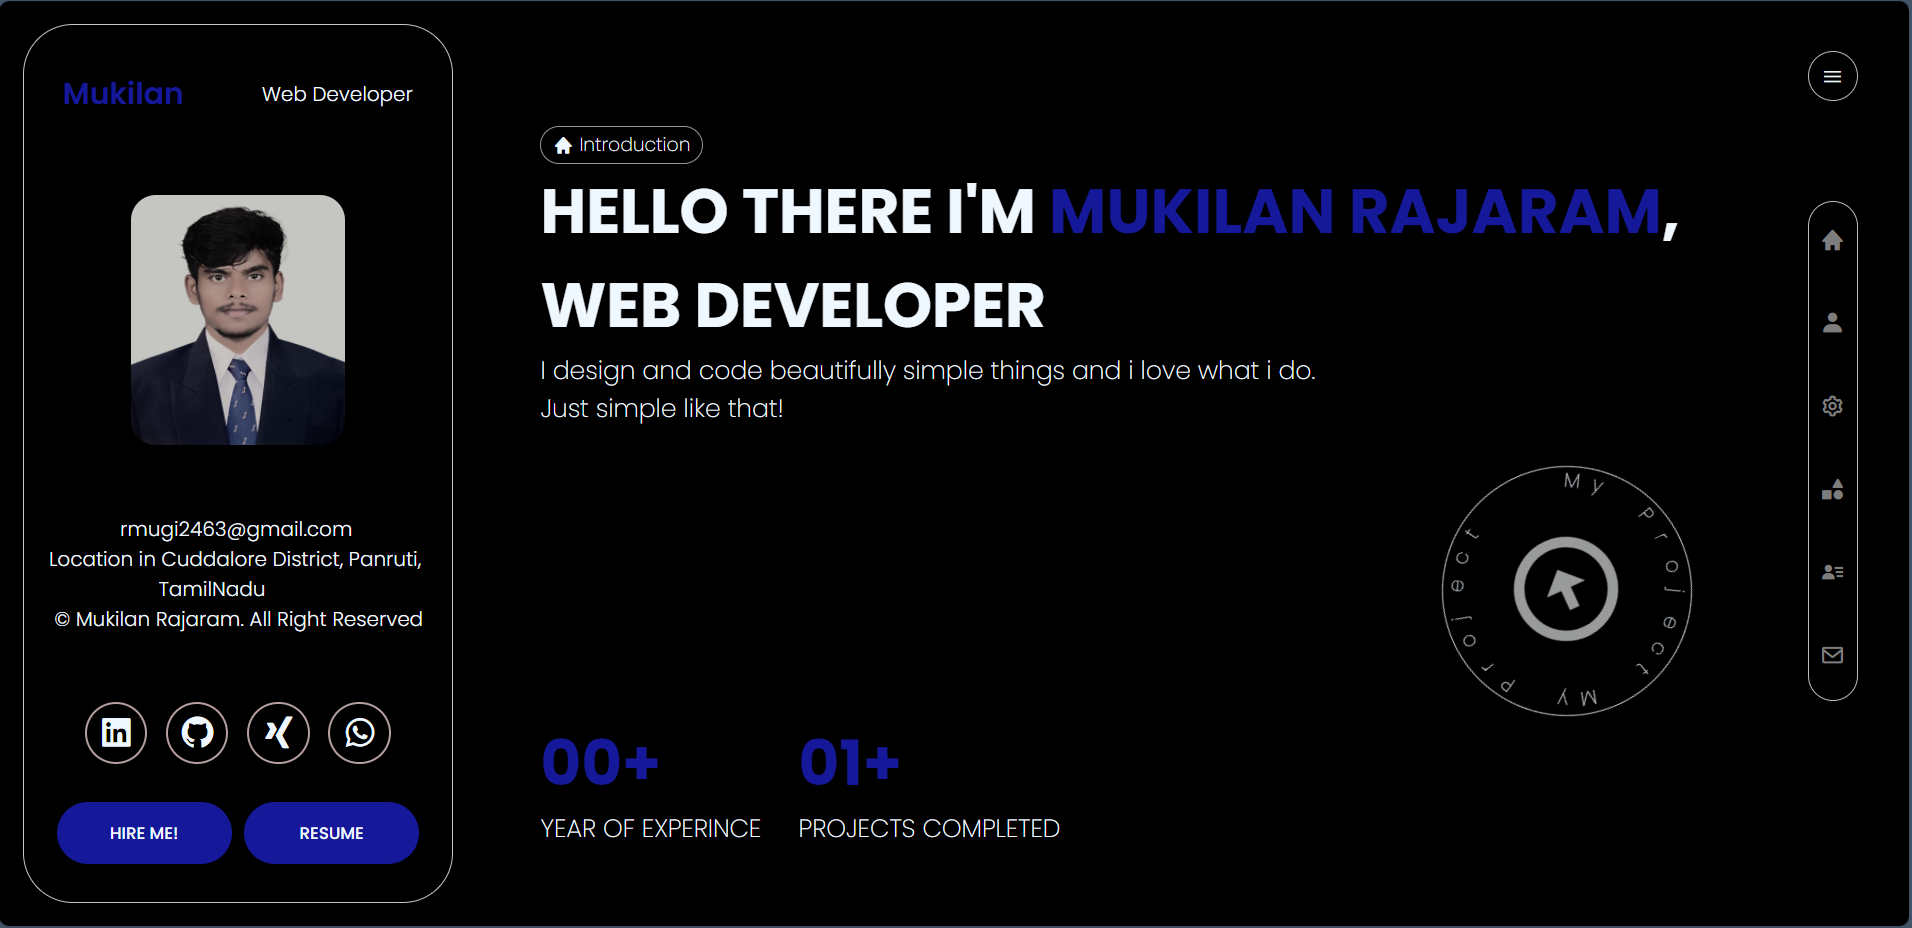 Mukilan
Web Developer
rmugi2463@gmail.com
Location in Cuddalore District, Panruti,
TamilNadu
© Mukilan Rajaram. All Right Reserved
in
HIRE ME!
RESUME
Introduction
HELLO THERE I'M MUKILAN RAJARAM,
WEB DEVELOPER
I design and code beautifully simple things and i love what i do.
Just simple like that!
My Project My Project
00+
YEAR OF EXPERINCE
01+
PROJECTS COMPLETED